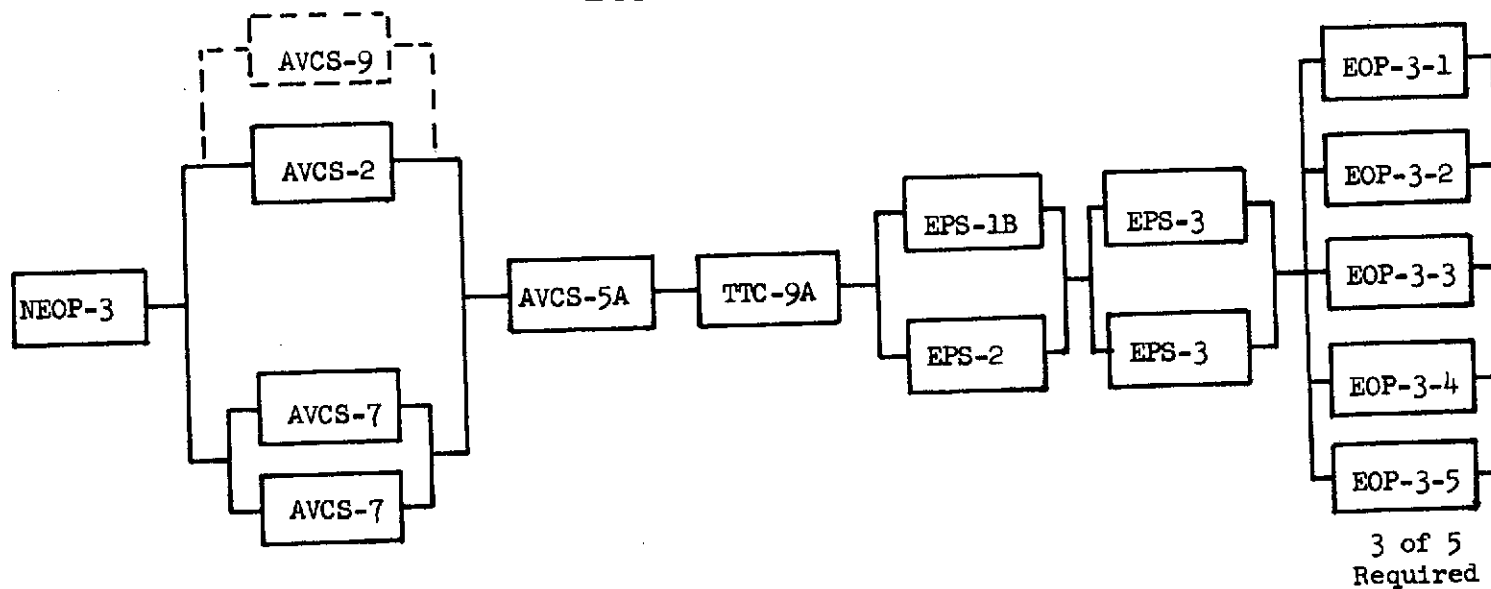 AVCS-9
AVCS-2
NEOP-3
AVCS-7
AVCS-7
AVCS-5A
TTC-9A
EPS-1B
EPS-2
EPS-3
EPS-3
EOP-3-1
EOP-3-2
EOP-3-3
EOP-3-4
EOP-3-5
3 of 5
Required